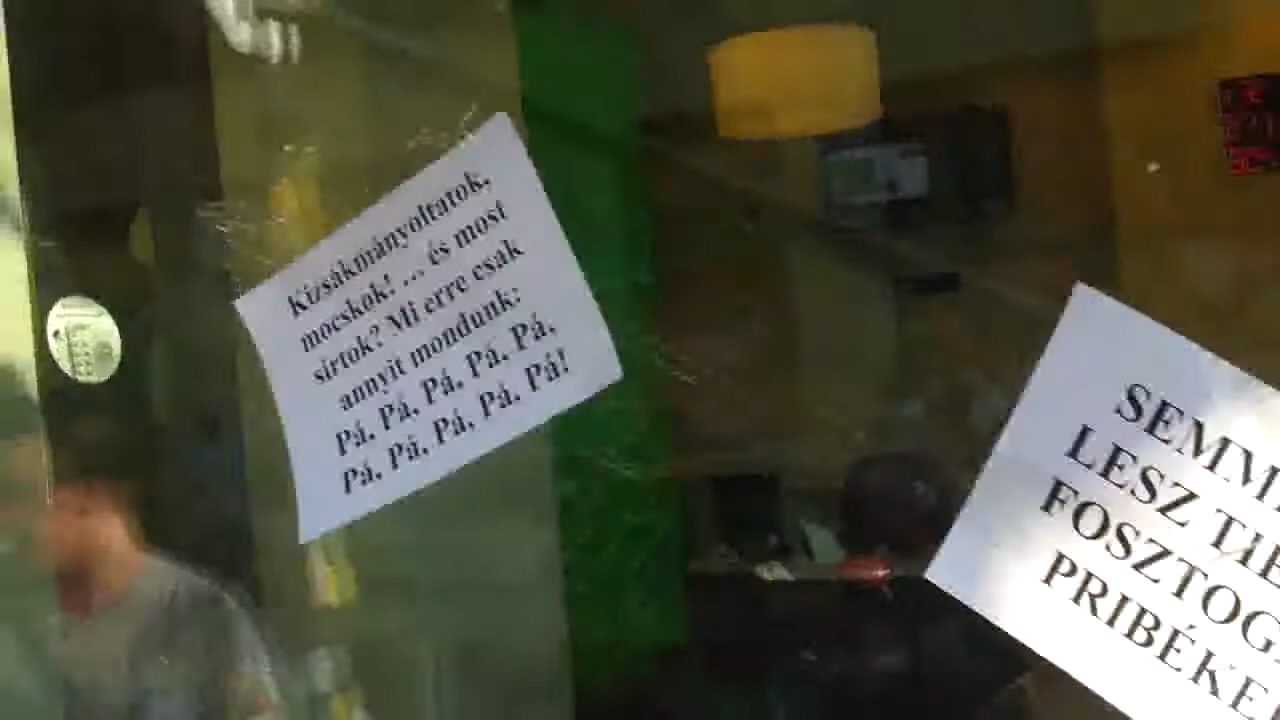 Kizsákmányoltatok,
mocskok! ... és most
sírtok? Mi erre csak
annyit mondunk:
Pá, Pá, Pá, Pá, Pá,
Pá, Pá, Pá, Pá, Pá!
SEMM
LESZ
FOSZTOG
PRIBÉKE